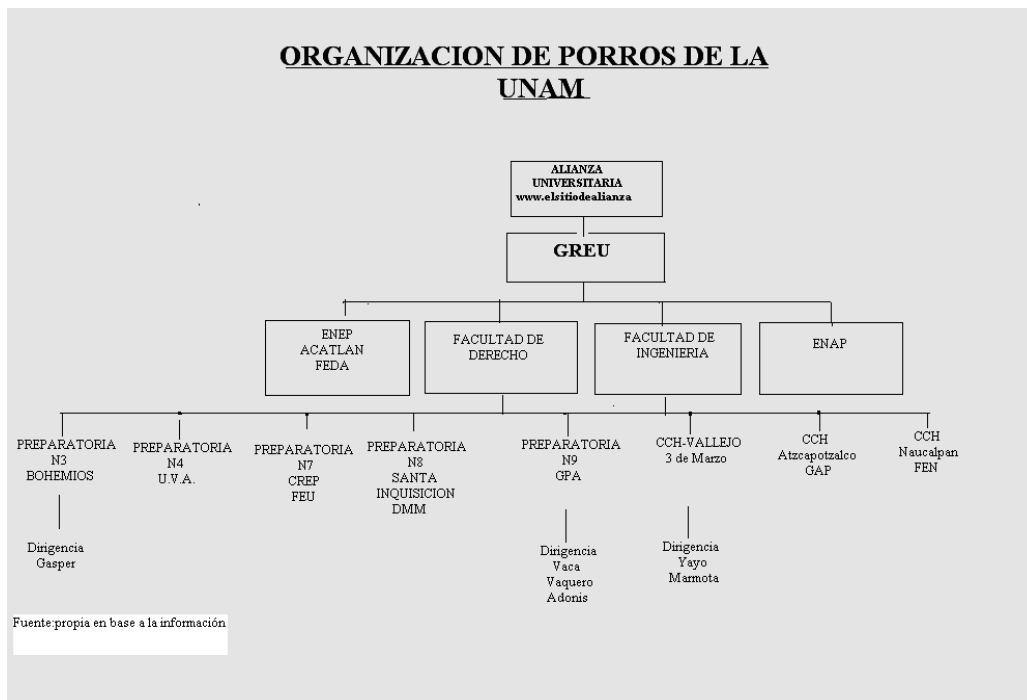 ORGANIZACION DE PORROS DE LA
UNAM
ALIANZA
UNIVERSITARIA
www.elsitiodealianza
GREU
ENEP
ACATLAN
FEDA
FACULTAD DE
DERECHO
FACULTAD DE
INGENIERIA
ENAP
PREPARATORIA
N3
BOHEMIOS
PREPARATORIA
N4
U.V.A.
PREPARATORIA
N7
CREP
FEU
PREPARATORIA
N8
SANTA
INQUISICION
DMM
PREPARATORIA
N9
GPA
CCH-VALLEJO
3 de Marzo
CCH
Atzcapotzalco
GAP
CCH
Naucalpan
FEN
Dirigencia
Gasper
Dirigencia
Vaca
Vaquero
Adonis
Dirigencia
Yayo
Marmota
Fuente:propia en base a la información